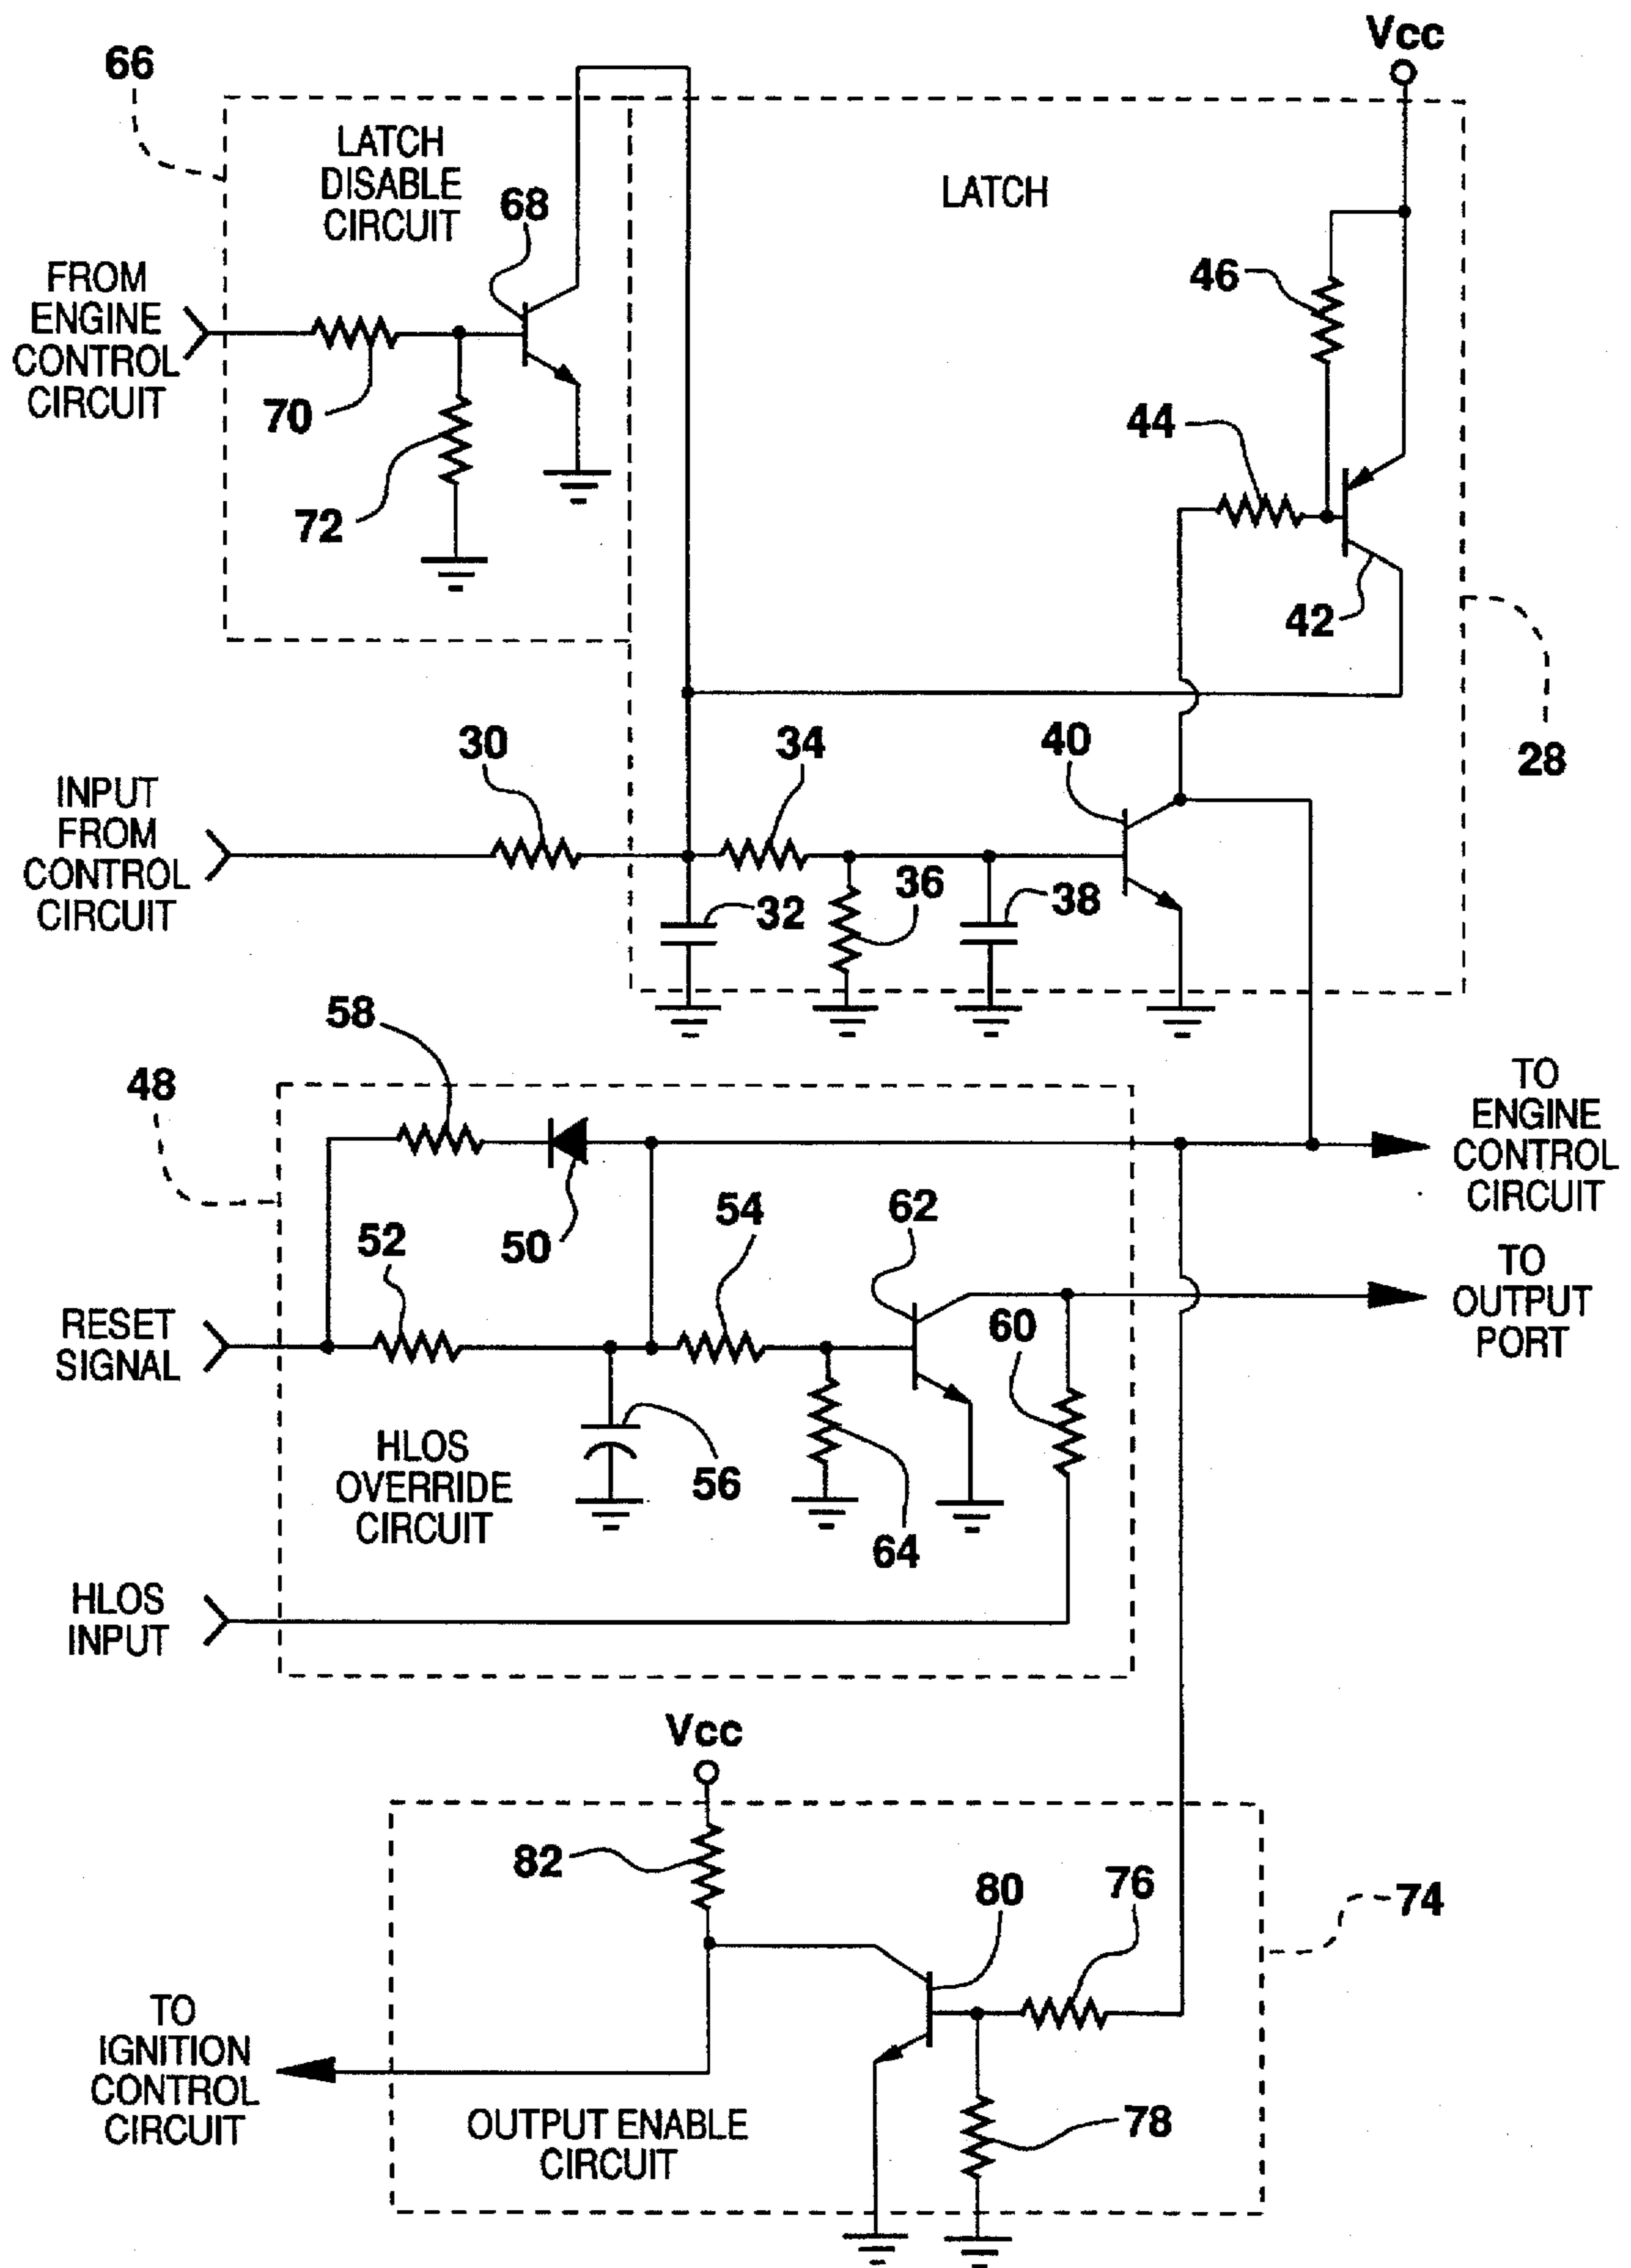 Vcc
66
LATCH
DISABLE
CIRCUIT
68
LATCH
FROM
ENGINE
CONTROL
CIRCUIT
46
70
44
72
42
28
30
34
40
INPUT
FROM
CONTROL
CIRCUIT
36
32
38
58
48
TO
ENGINE
CONTROL
CIRCUIT
54
62
52
50
TO
OUTPUT
PORT
RESET
SIGNAL
60
HLOS
OVERRIDE
CIRCUIT
56
64
HLOS
INPUT
Vcc
82
80
76
74
TO
IGNITION
CONTROL
CIRCUIT
OUTPUT ENABLE
CIRCUIT
78